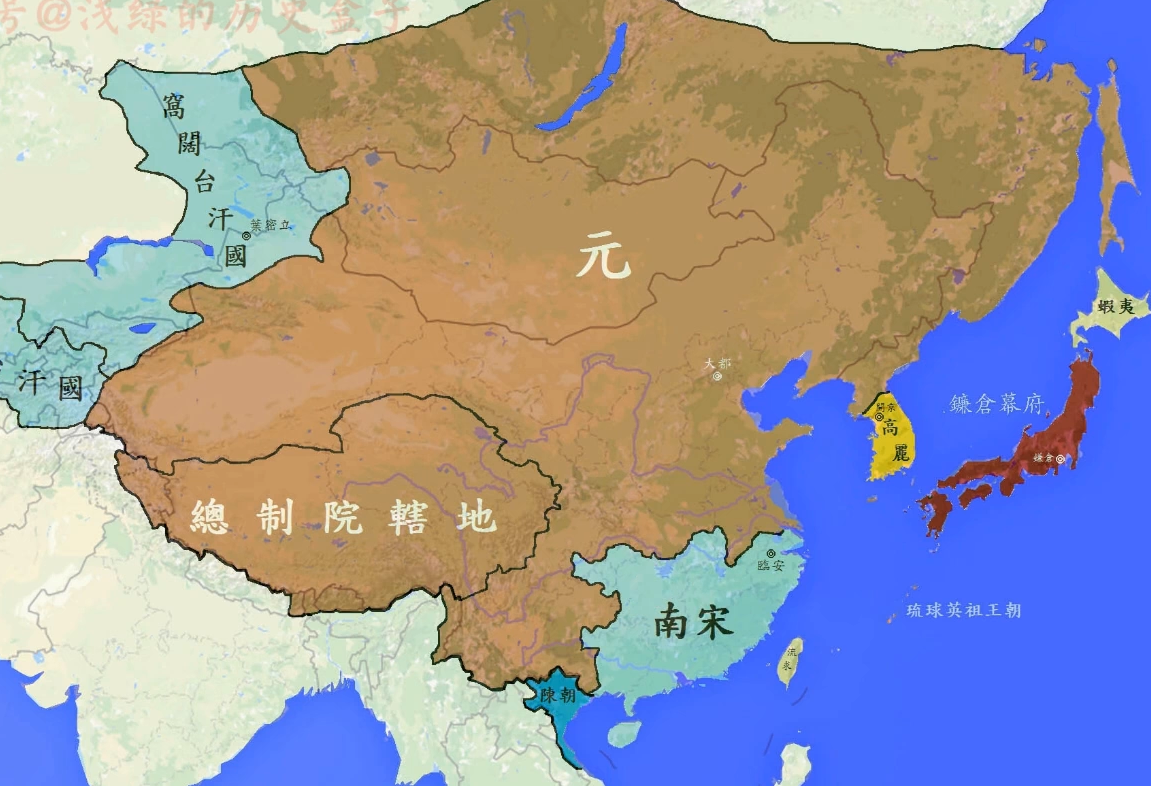 号@浅绿的历史盒子
窩闊台汗國
葉密立
元
汗國
大都
蝦夷
鐮倉幕府
開京
高麗
鎌倉
總制院轄地
臨安
南宋
琉球英祖王朝
流求
陳朝